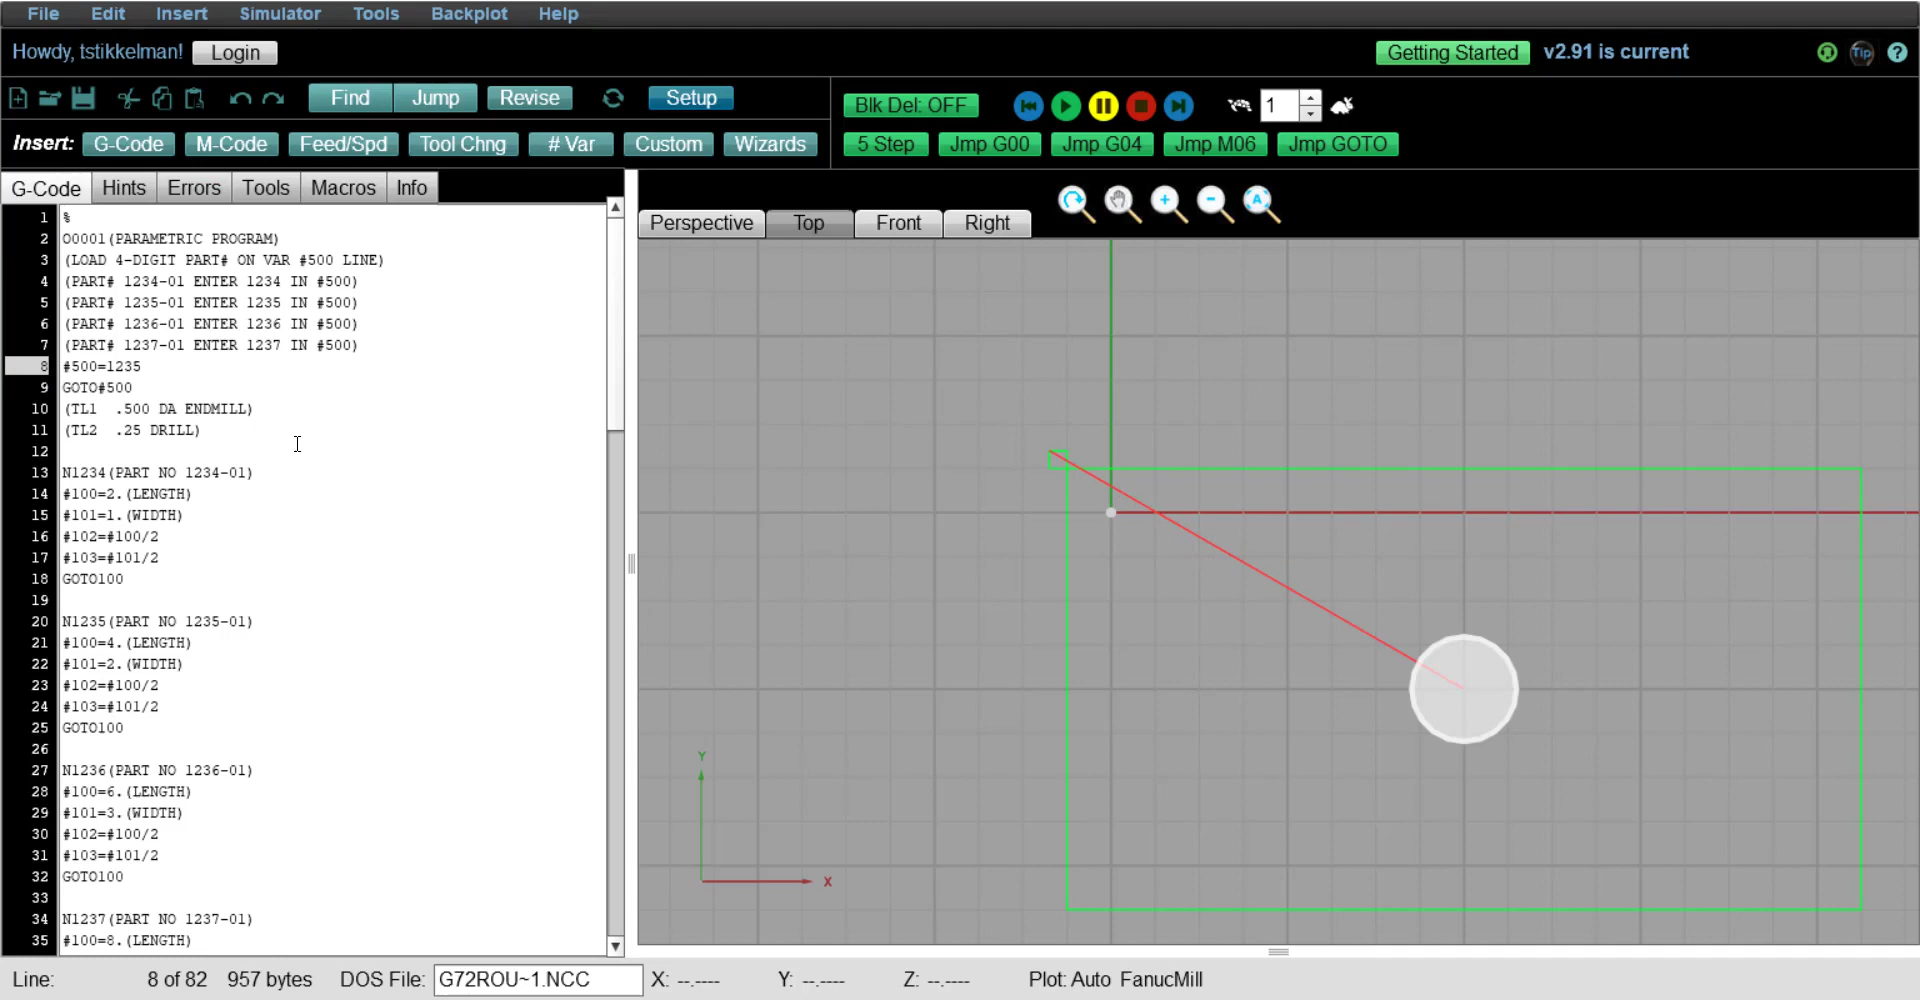 File Edit Insert Simulator Tools Backplot Help
Howdy, tstikkelman! Login Getting Started v2.91 is current Tip ?
Find Jump Revise Setup Blk Del: OFF 1
Insert: G-Code M-Code Feed/Spd Tool Chng # Var Custom Wizards 5 Step Jmp G00 Jmp G04 Jmp M06 Jmp GOTO
G-Code Hints Errors Tools Macros Info
Perspective Top Front Right
1 %
2 O0001(PARAMETRIC PROGRAM)
3 (LOAD 4-DIGIT PART# ON VAR #500 LINE)
4 (PART# 1234-01 ENTER 1234 IN #500)
5 (PART# 1235-01 ENTER 1235 IN #500)
6 (PART# 1236-01 ENTER 1236 IN #500)
7 (PART# 1237-01 ENTER 1237 IN #500)
8 #500=1235
9 GOTO#500
10 (TL1  .500 DA ENDMILL)
11 (TL2  .25 DRILL)
12
13 N1234(PART NO 1234-01)
14 #100=2.(LENGTH)
15 #101=1.(WIDTH)
16 #102=#100/2
17 #103=#101/2
18 GOTO100
19
20 N1235(PART NO 1235-01)
21 #100=4.(LENGTH)
22 #101=2.(WIDTH)
23 #102=#100/2
24 #103=#101/2
25 GOTO100
26
27 N1236(PART NO 1236-01)
28 #100=6.(LENGTH)
29 #101=3.(WIDTH)
30 #102=#100/2
31 #103=#101/2
32 GOTO100
33
34 N1237(PART NO 1237-01)
35 #100=8.(LENGTH)
Y
X
Line: 8 of 82 957 bytes DOS File: G72ROU~1.NCC X: --.---- Y: --.---- Z: --.---- Plot: Auto FanucMill